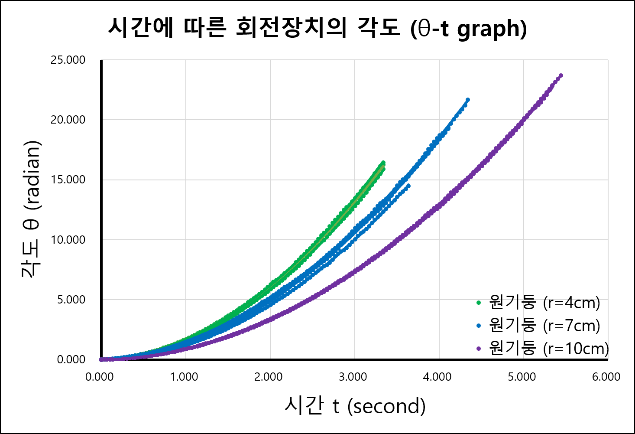 시간에 따른 회전장치의 각도 (θ-t graph)
25.000
20.000
15.000
10.000
5.000
0.000
각도 θ (radian)
원기둥 (r=4cm)
원기둥 (r=7cm)
원기둥 (r=10cm)
0.000 1.000 2.000 3.000 4.000 5.000 6.000
시간 t (second)